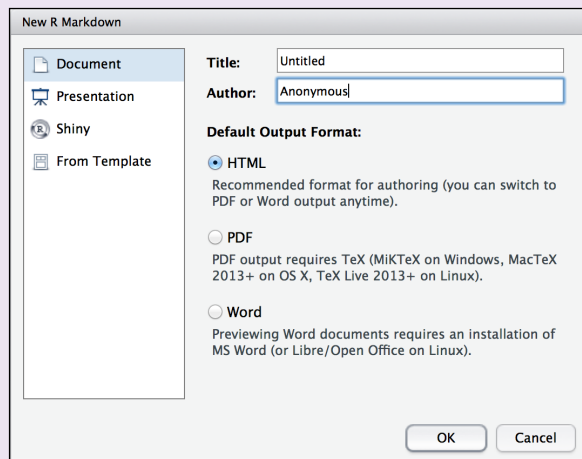 New R Markdown
Document
Presentation
R Shiny
From Template
Title: Untitled
Author: Anonymous
Default Output Format:
HTML
Recommended format for authoring (you can switch to
PDF or Word output anytime).
PDF
PDF output requires TeX (MiKTeX on Windows, MacTeX
2013+ on OS X, TeX Live 2013+ on Linux).
Word
Previewing Word documents requires an installation of
MS Word (or Libre/Open Office on Linux).
OK Cancel